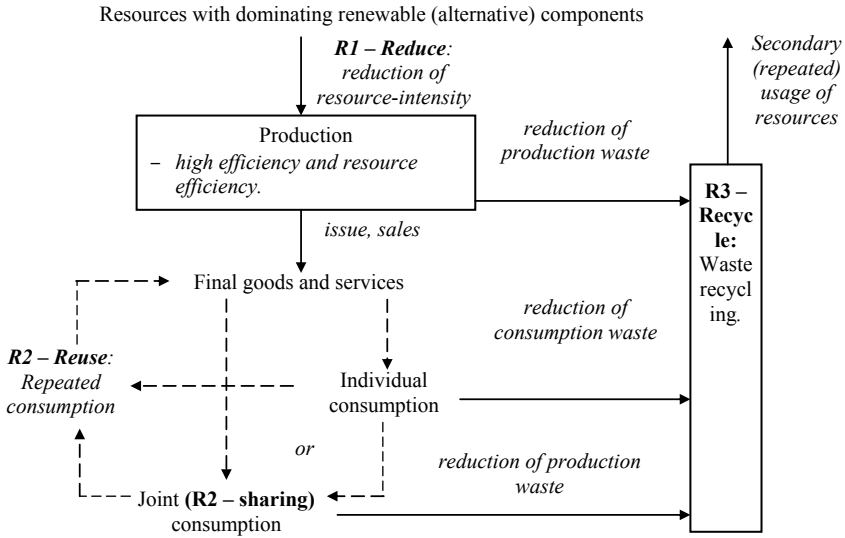 Resources with dominating renewable (alternative) components
R1 – Reduce:
reduction of
resource-intensity
Secondary
(repeated)
usage of
resources
Production
– high efficiency and resource
efficiency.
reduction of
production waste
R3 –
Recyc
le:
Waste
recycl
ing.
issue, sales
Final goods and services
reduction of
consumption waste
R2 – Reuse:
Repeated
consumption
Individual
consumption
or
reduction of production
waste
Joint (R2 – sharing)
consumption